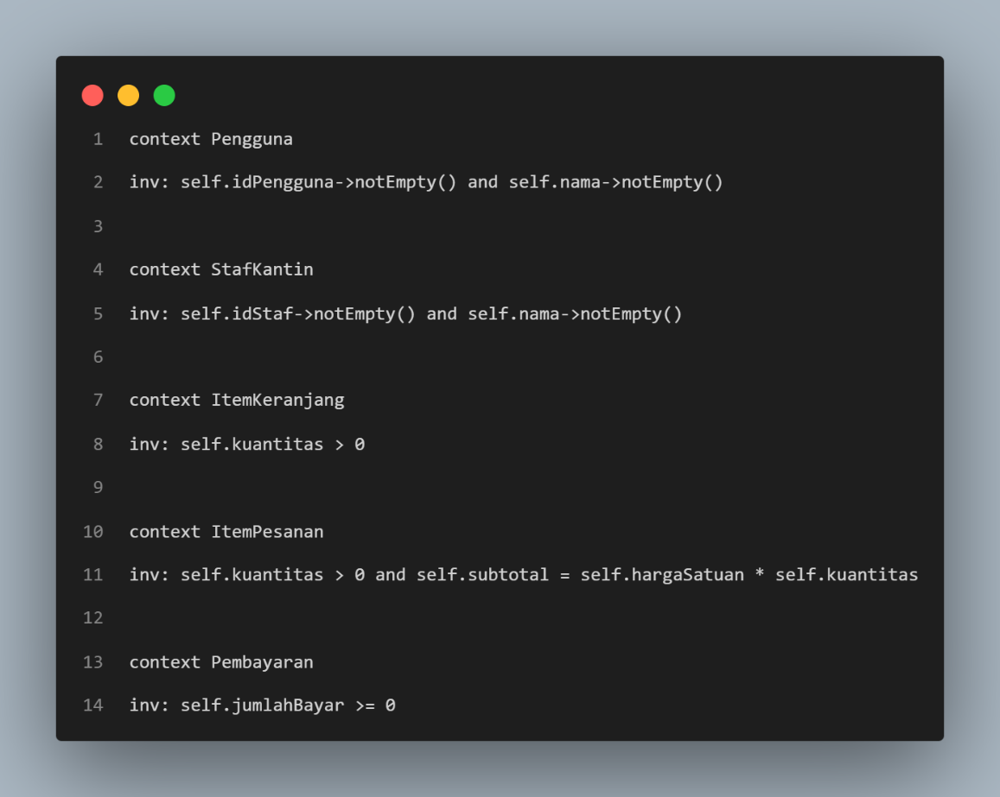 1 context Pengguna
2 inv: self.idPengguna->notEmpty() and self.nama->notEmpty()
3
4 context StafKantin
5 inv: self.idStaf->notEmpty() and self.nama->notEmpty()
6
7 context ItemKeranjang
8 inv: self.kuantitas > 0
9
10 context ItemPesanan
11 inv: self.kuantitas > 0 and self.subtotal = self.hargaSatuan * self.kuantitas
12
13 context Pembayaran
14 inv: self.jumlahBayar >= 0